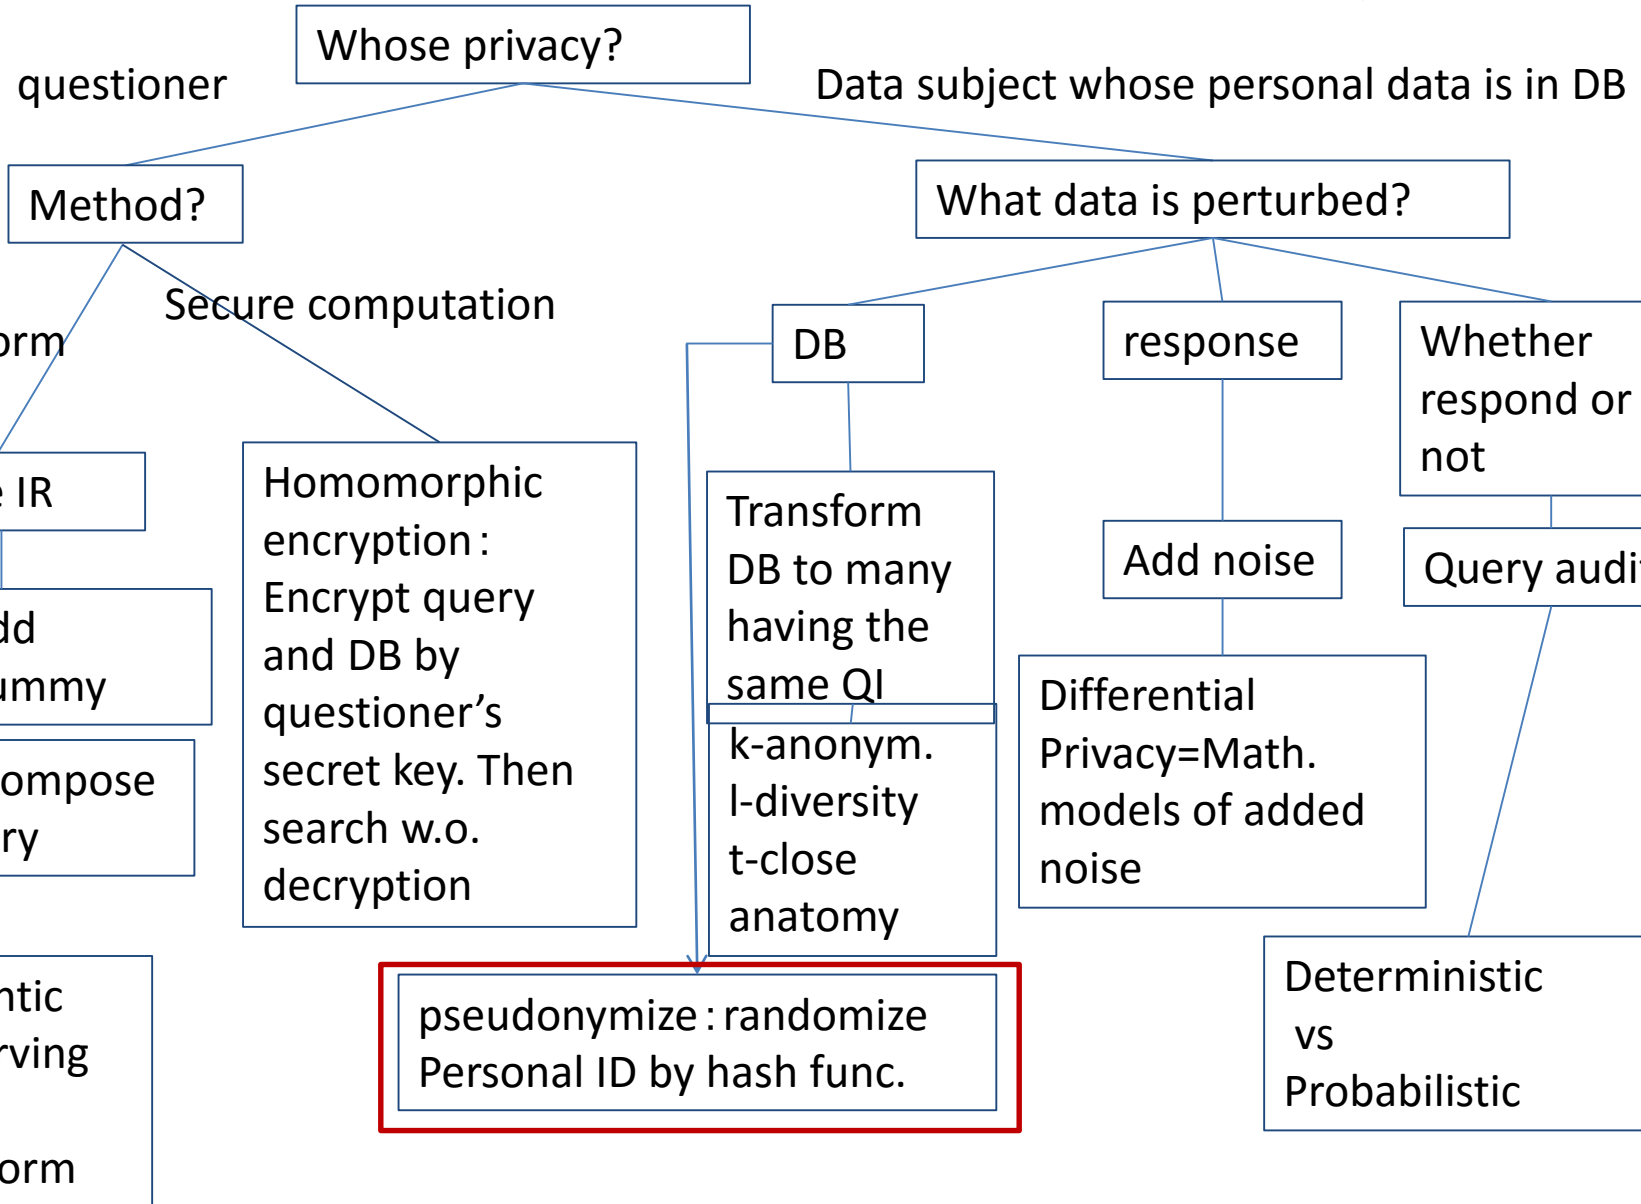 Whose privacy?
questioner
Data subject whose personal data is in DB
Method?
What data is perturbed?
Secure computation
DB
response
Whether
respond or
not
IR
Homomorphic
encryption:
Encrypt query
and DB by
questioner's
secret key. Then
search w.o.
decryption
Transform
DB to many
having the
same QI
k-anonym.
l-diversity
t-close
anatomy
Add noise
Query
Differential
Privacy=Math.
models of added
noise
pseudonymize: randomize
Personal ID by hash func.
Deterministic
vs
Probabilistic